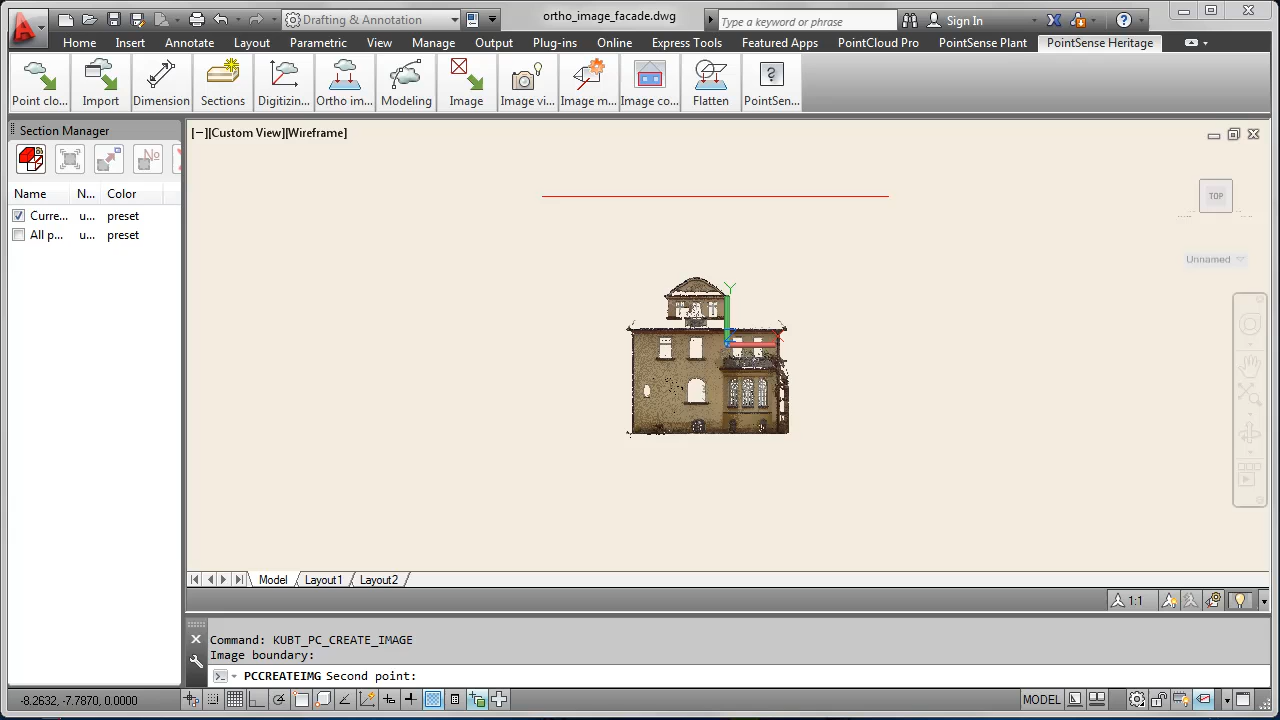 Drafting & Annotation
ortho_image_facade.dwg
Type a keyword or phrase
Sign In
Home Insert Annotate Layout Parametric View Manage Output Plug-ins Online Express Tools Featured Apps PointCloud Pro PointSense Plant PointSense Heritage
Point clo... Import Dimension Sections Digitizin... Ortho im... Modeling Image Image vi... Image m... Image co... Flatten PointSen...
Section Manager
[−][Custom View][Wireframe]
Name N... Color
Curre... u... preset
All p... u... preset
TOP
Unnamed
Y
Model Layout1 Layout2
1:1
Command: KUBT_PC_CREATE_IMAGE
Image boundary:
PCCREATEIMG Second point:
-8.2632, -7.7870, 0.0000
MODEL